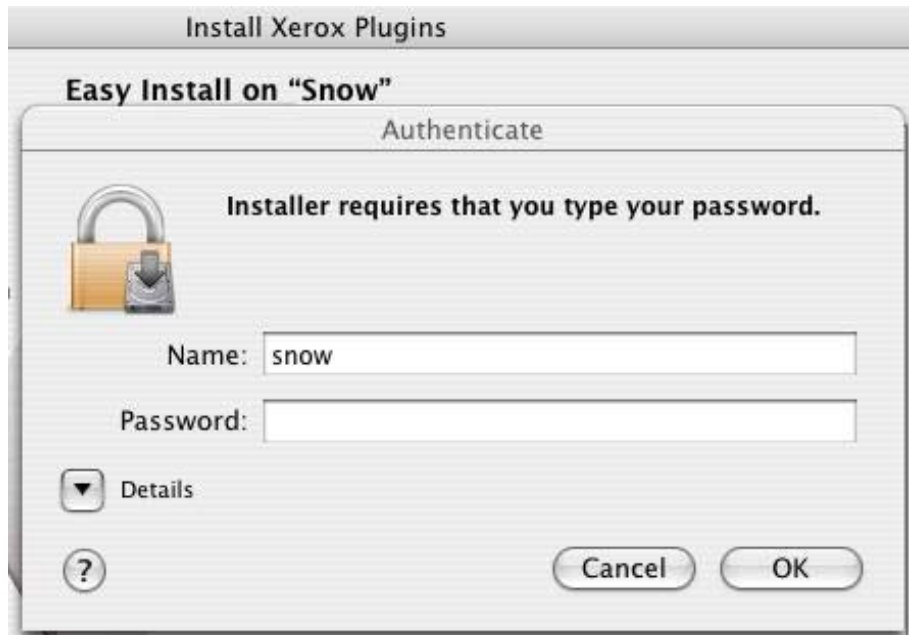 Install Xerox Plugins
Easy Install on “Snow”
Authenticate
Installer requires that you type your password.
Name: snow
Password:
Details
?
Cancel OK